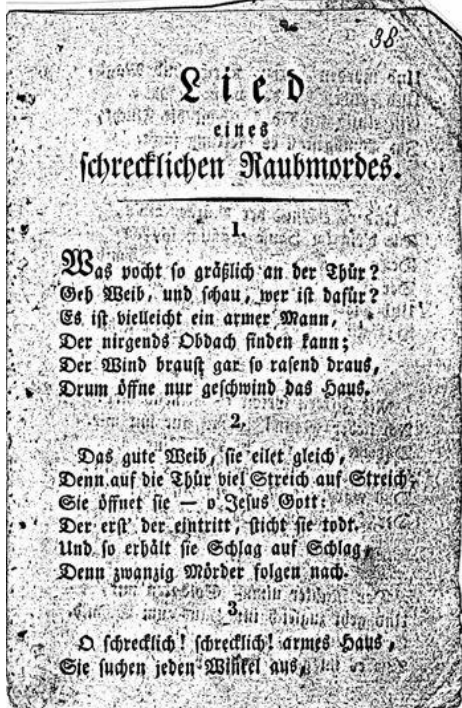 38
Lied
eines
schrecklichen Raubmordes.
1.
Was pocht so gräßlich an der Thür?
Geh Weib, und schau, wer ist dafür?
Es ist vielleicht ein armer Mann,
Der nirgends Obdach finden kann;
Der Wind braust gar so rasend draus,
Drum öffne nur geschwind das Haus.
2.
Das gute Weib, sie eilet gleich,
Denn auf die Thür viel Streich auf Streich,
Sie öffnet sie — o Jesus Gott:
Der erst' der eintritt, sticht sie todt.
Und so erhält sie Schlag auf Schlag,
Denn zwanzig Mörder folgen nach.
3
O schrecklich! schrecklich! armes Haus,
Sie suchen jeden Winkel aus,